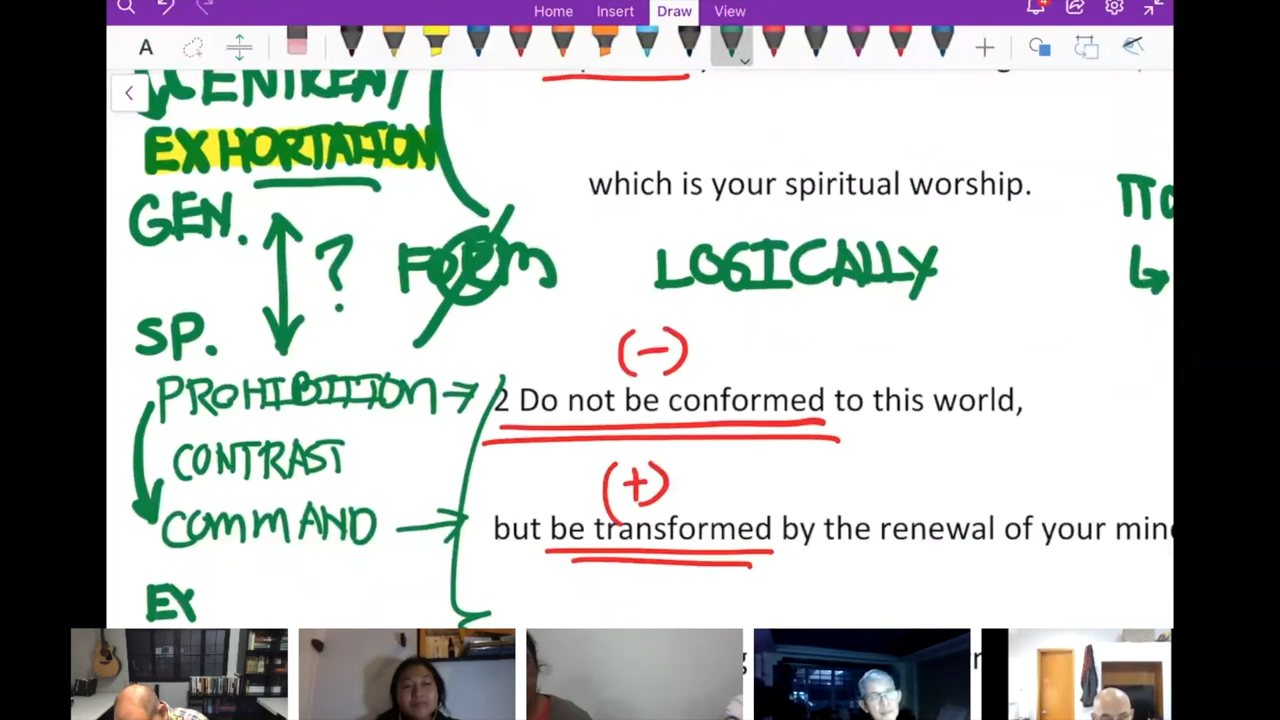 Home Insert Draw View
A
EXHORTATION
which is your spiritual worship.
GEN.
? FORM LOGICALLY
SP.
(-)
PROHIBITION → 2 Do not be conformed to this world,
CONTRAST
(+)
COMMAND → but be transformed by the renewal of your min
EX